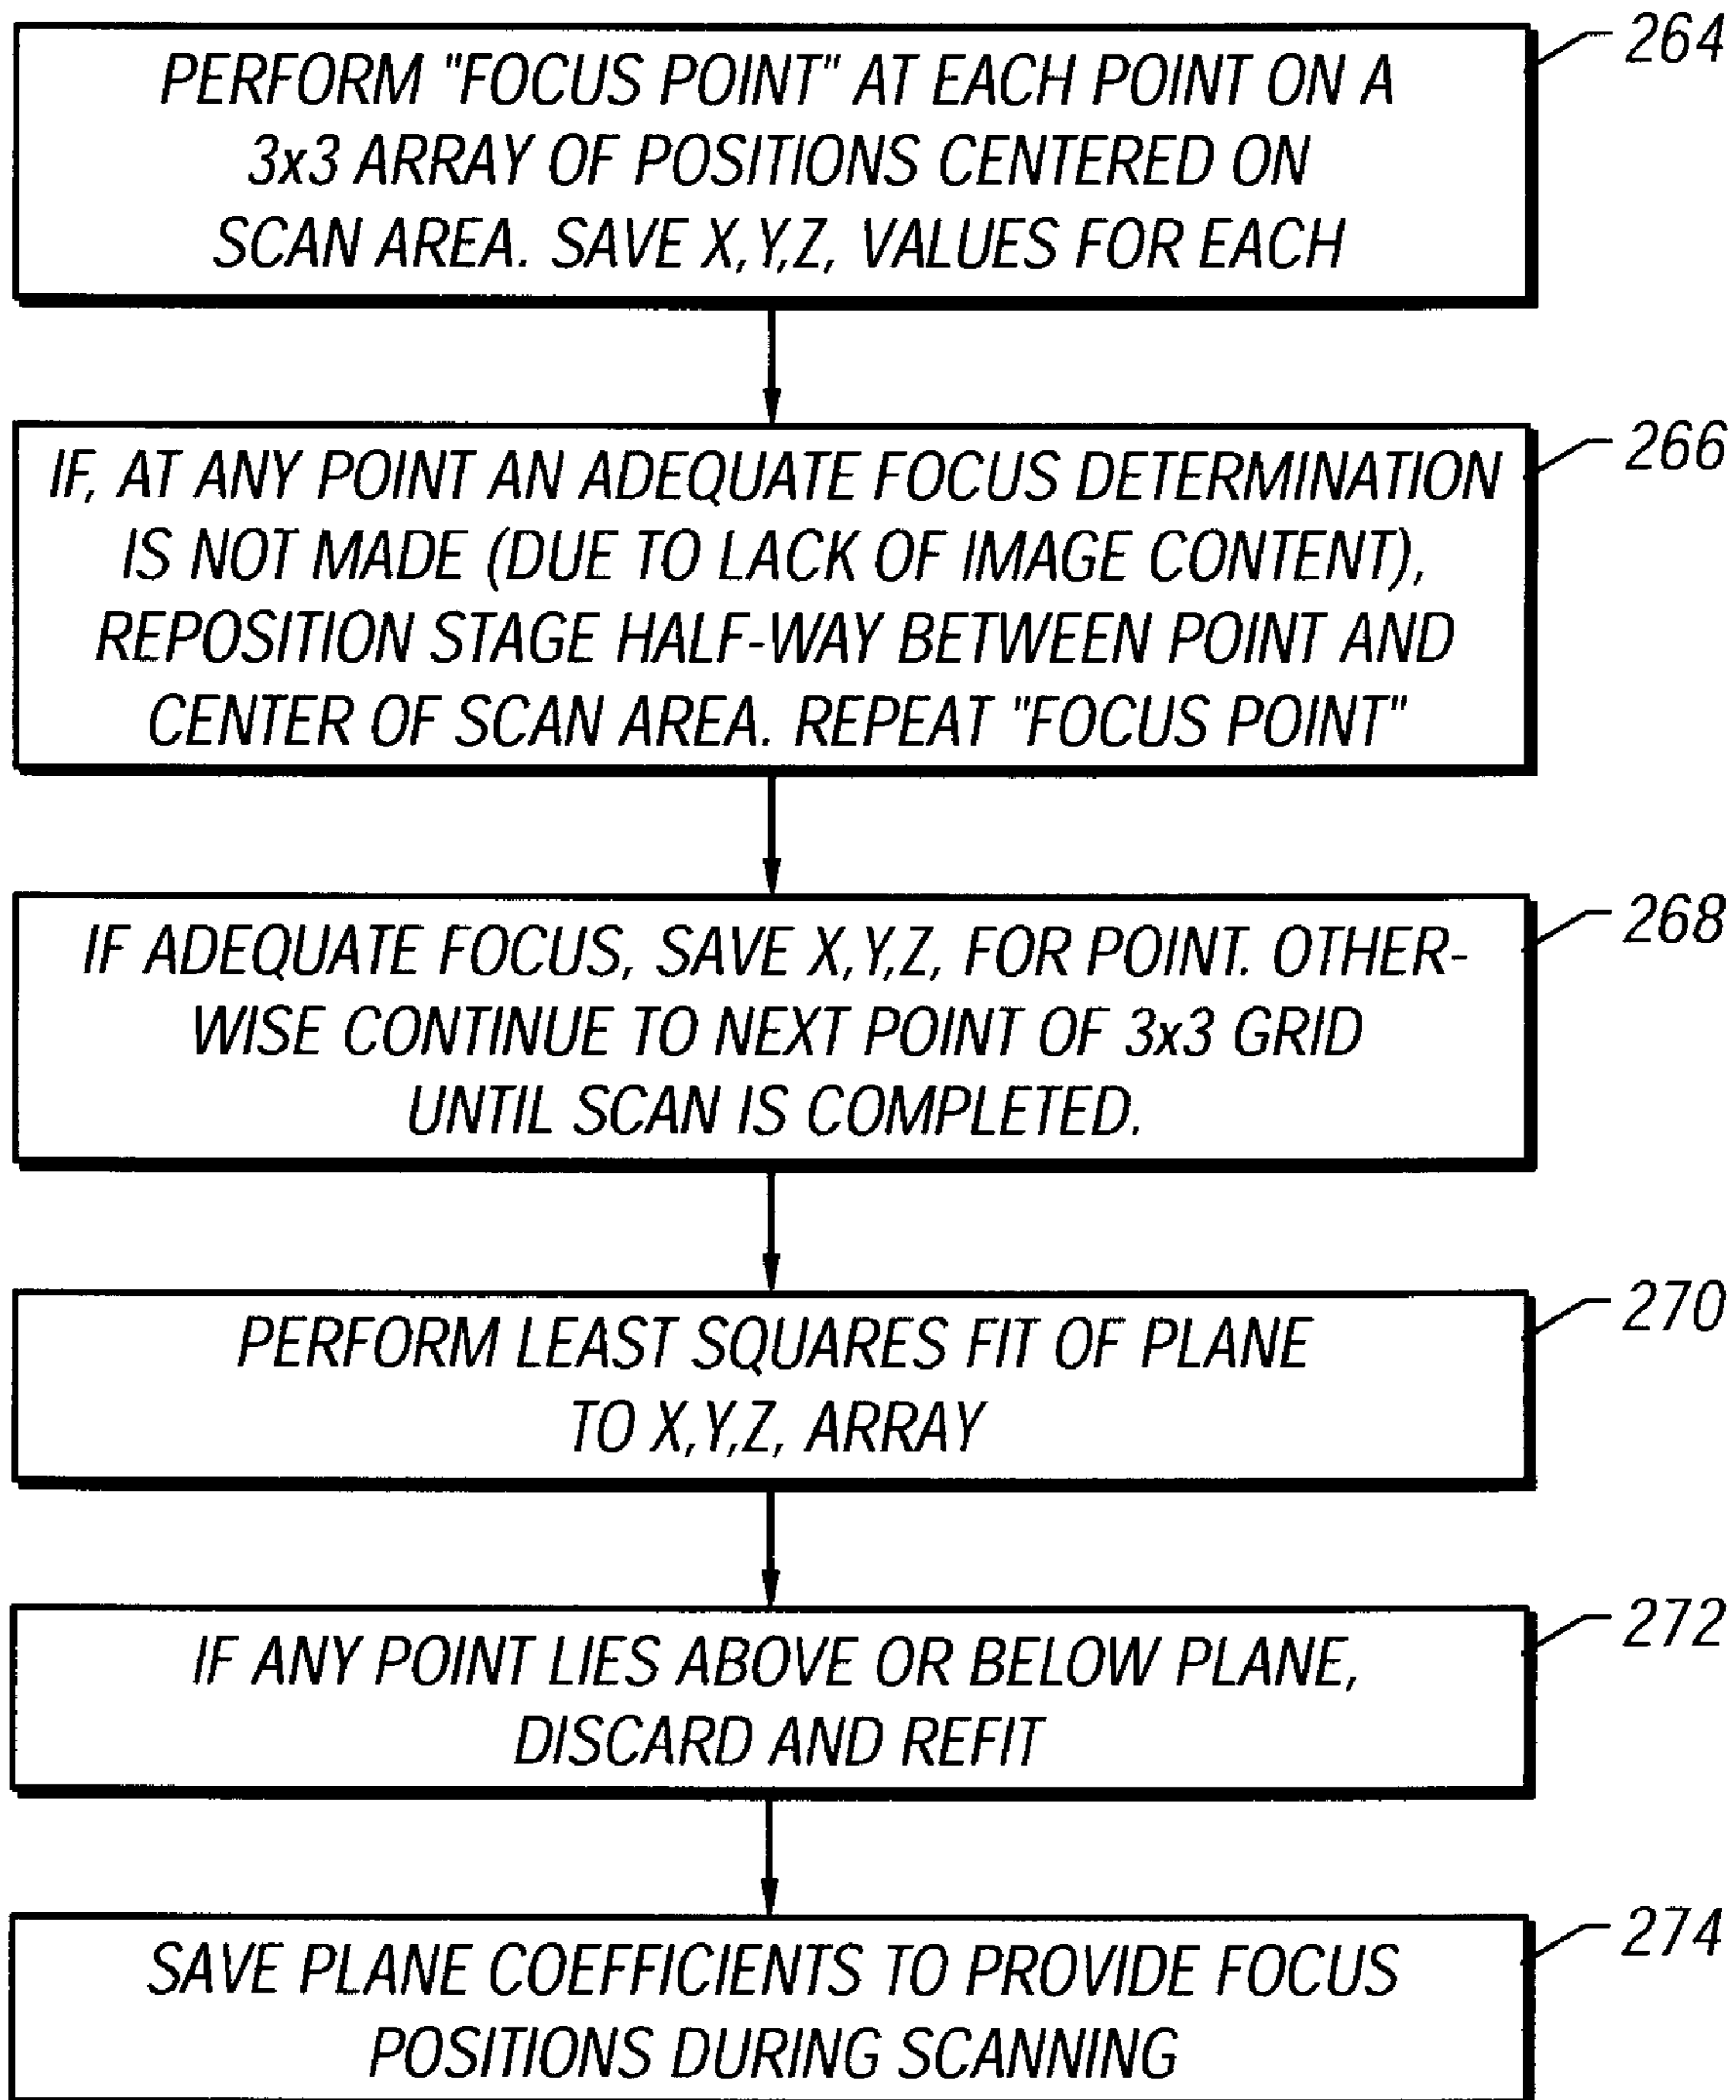 264
PERFORM "FOCUS POINT" AT EACH POINT ON A
3x3 ARRAY OF POSITIONS CENTERED ON
SCAN AREA. SAVE X,Y,Z, VALUES FOR EACH
266
IF, AT ANY POINT AN ADEQUATE FOCUS DETERMINATION
IS NOT MADE (DUE TO LACK OF IMAGE CONTENT),
REPOSITION STAGE HALF-WAY BETWEEN POINT AND
CENTER OF SCAN AREA. REPEAT "FOCUS POINT"
268
IF ADEQUATE FOCUS, SAVE X,Y,Z, FOR POINT. OTHER-
WISE CONTINUE TO NEXT POINT OF 3x3 GRID
UNTIL SCAN IS COMPLETED.
270
PERFORM LEAST SQUARES FIT OF PLANE
TO X,Y,Z, ARRAY
272
IF ANY POINT LIES ABOVE OR BELOW PLANE,
DISCARD AND REFIT
274
SAVE PLANE COEFFICIENTS TO PROVIDE FOCUS
POSITIONS DURING SCANNING